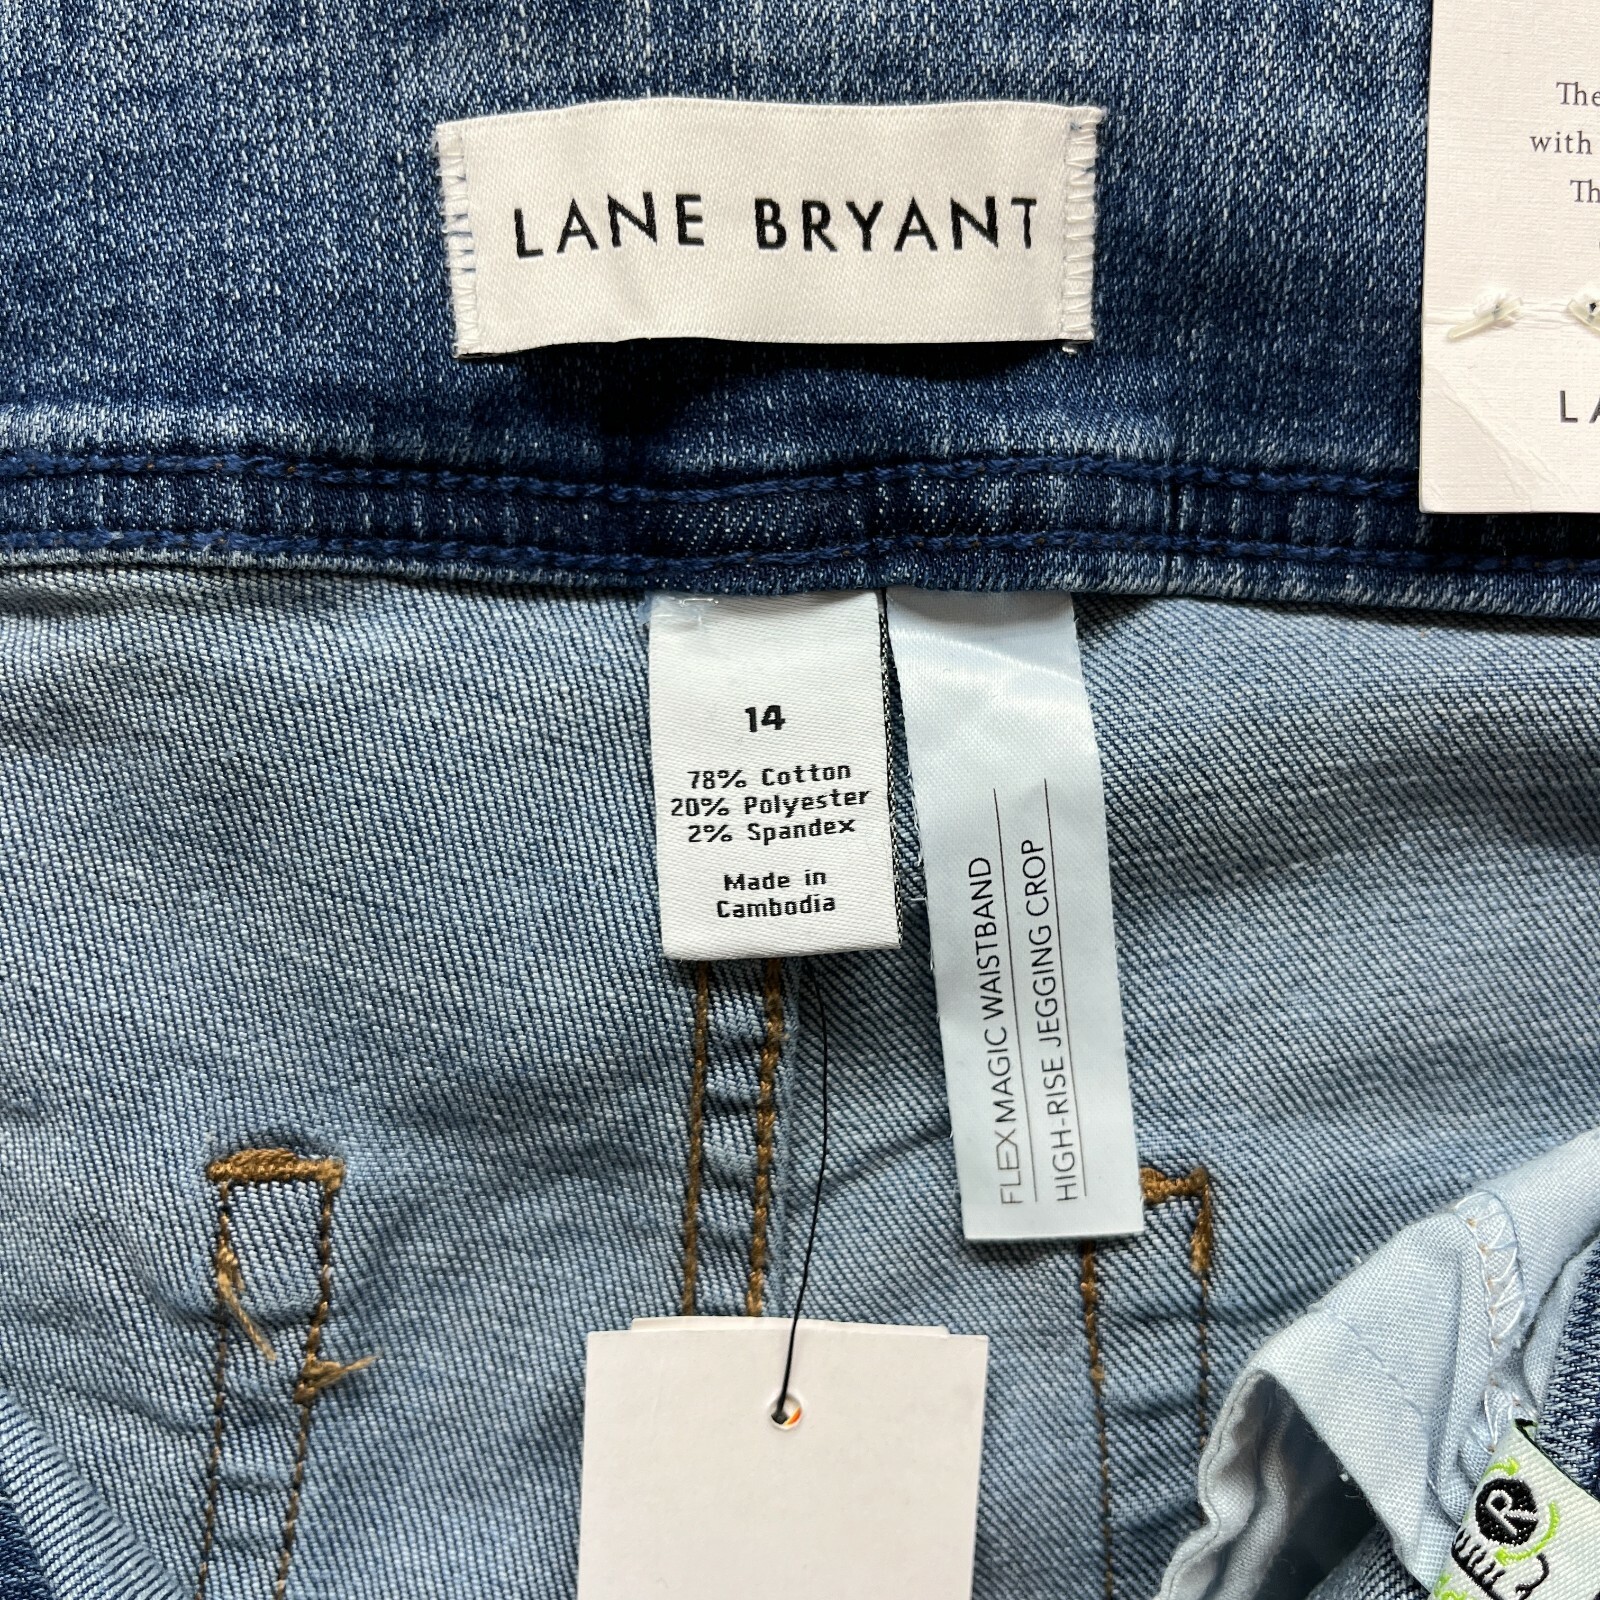 LANE BRYANT
The
with
Th
LA
14
78% Cotton
20% Polyester
2% Spandex
Made in
Cambodia
FLEX MAGIC WAISTBAND
HIGH-RISE JEGGING CROP
R